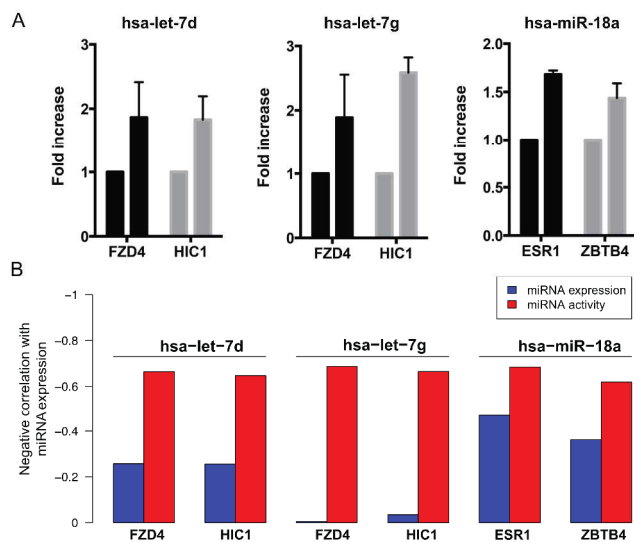 A
hsa-let-7d
hsa-let-7g
hsa-miR-18a
Fold increase
3
2
1
0
FZD4
HIC1
Fold increase
3
2
1
0
FZD4
HIC1
Fold increase
2.0
1.5
1.0
0.5
0.0
ESR1
ZBTB4
B
miRNA expression
miRNA activity
Negative correlation with
miRNA expression
−1
−0.8
−0.6
−0.4
−0.2
0
hsa−let−7d
hsa−let−7g
hsa−miR−18a
FZD4
HIC1
FZD4
HIC1
ESR1
ZBTB4